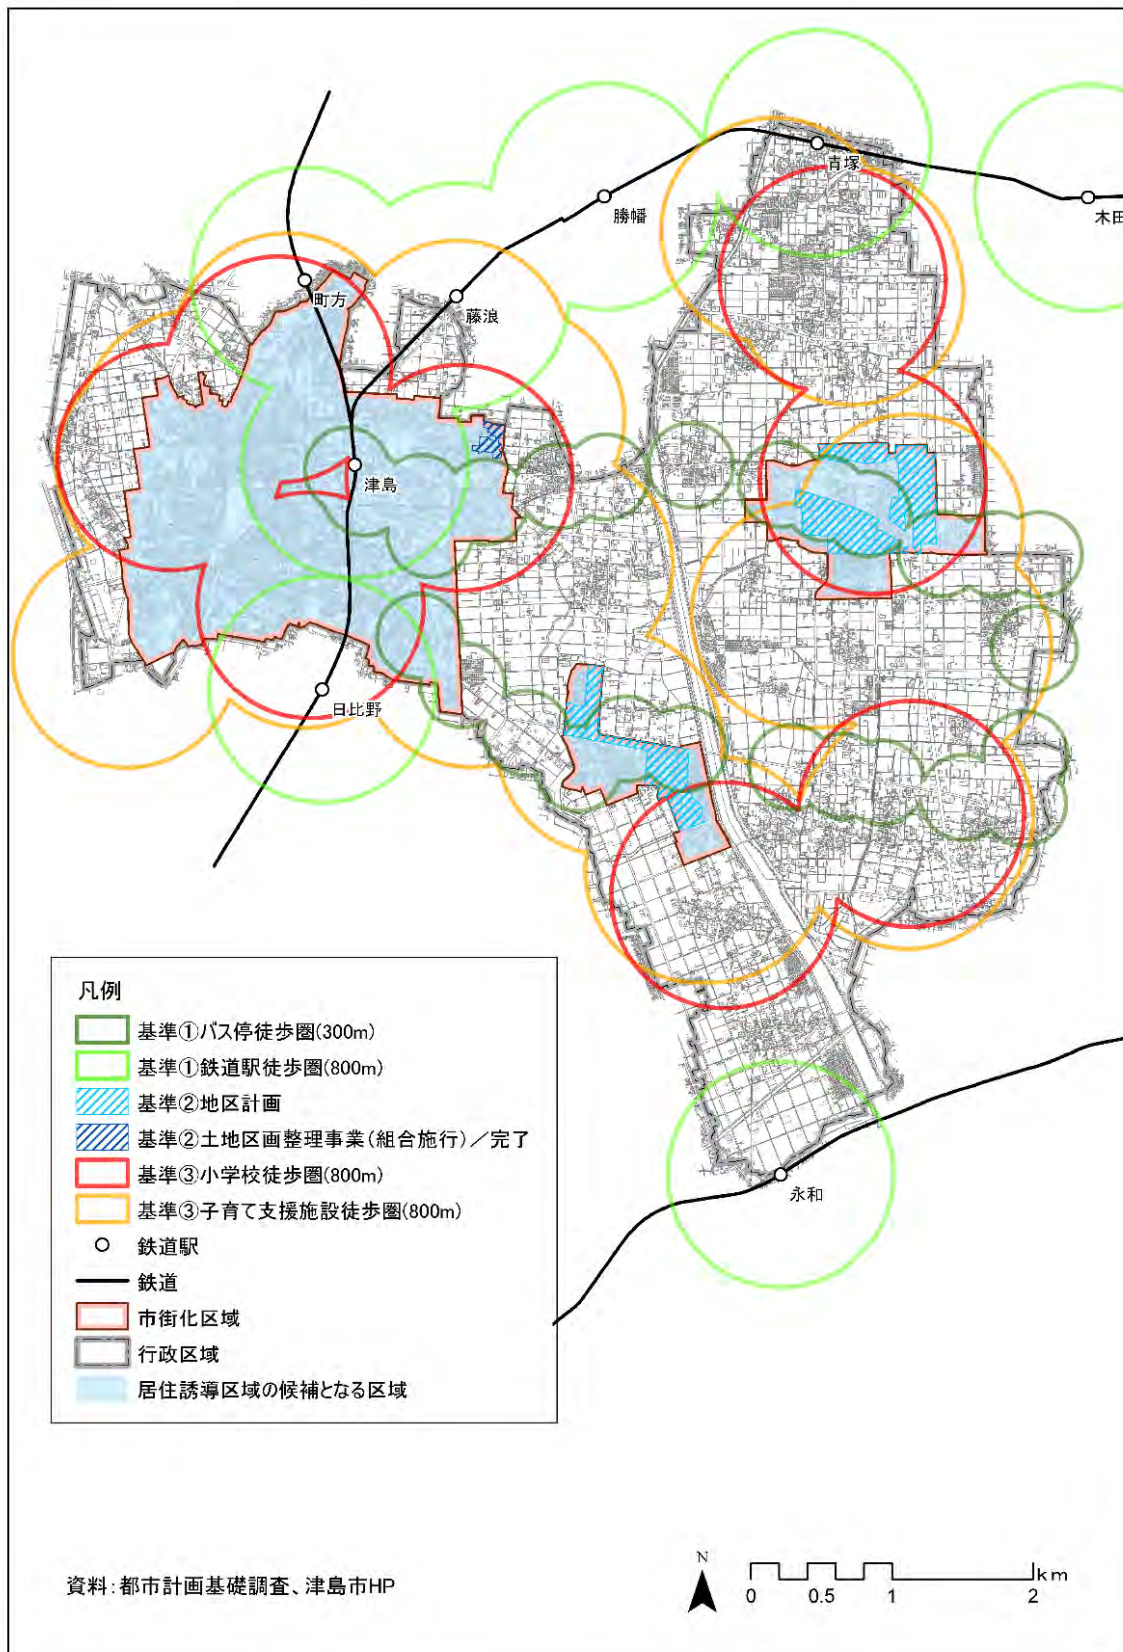 青塚
勝幡
木田
町方
藤浪
津島
日比野
永和
凡例
基準①バス停徒歩圏(300m)
基準①鉄道駅徒歩圏(800m)
基準②地区計画
基準②土地区画整理事業(組合施行)/完了
基準③小学校徒歩圏(800m)
基準③子育て支援施設徒歩圏(800m)
鉄道駅
鉄道
市街化区域
行政区域
居住誘導区域の候補となる区域
資料:都市計画基礎調査、津島市HP
N
km
0 0.5 1 2